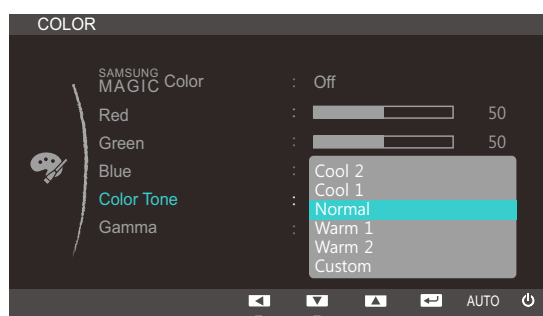 COLOR
SAMSUNG MAGIC Color : Off
Red : 50
Green : 50
Blue : Cool 2
Cool 1
Color Tone : Normal
Gamma : Warm 1
Warm 2
Custom
AUTO